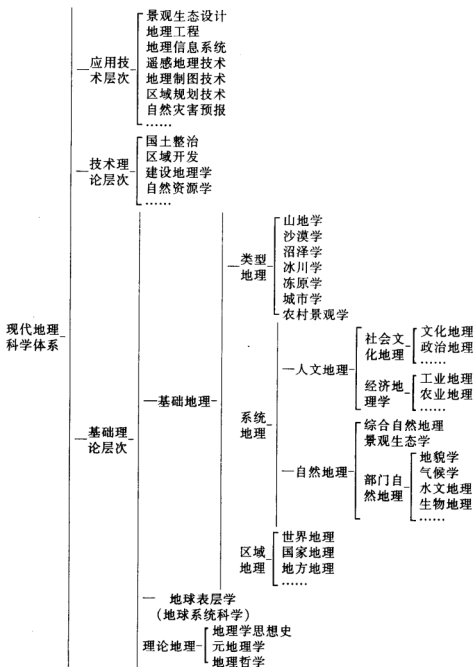 现代地理
科学体系
应用技
术层次
景观生态设计
地理工程
地理信息系统
遥感地理技术
地理制图技术
区域规划技术
自然灾害预报
……
技术理
论层次
国土整治
区域开发
建设地理学
自然资源学
……
基础理
论层次
基础地理
类型
地理
山地学
沙漠学
沼泽学
冰川学
冻原学
城市学
农村景观学
系统
地理
人文地理
社会文
化地理
文化地理
政治地理
……
经济地
理学
工业地理
农业地理
……
自然地理
综合自然地理
景观生态学
部门自
然地理
地貌学
气候学
水文地理
生物地理
……
区域
地理
世界地理
国家地理
地方地理
……
地球表层学
(地球系统科学)
理论地理
地理学思想史
元地理学
地理哲学